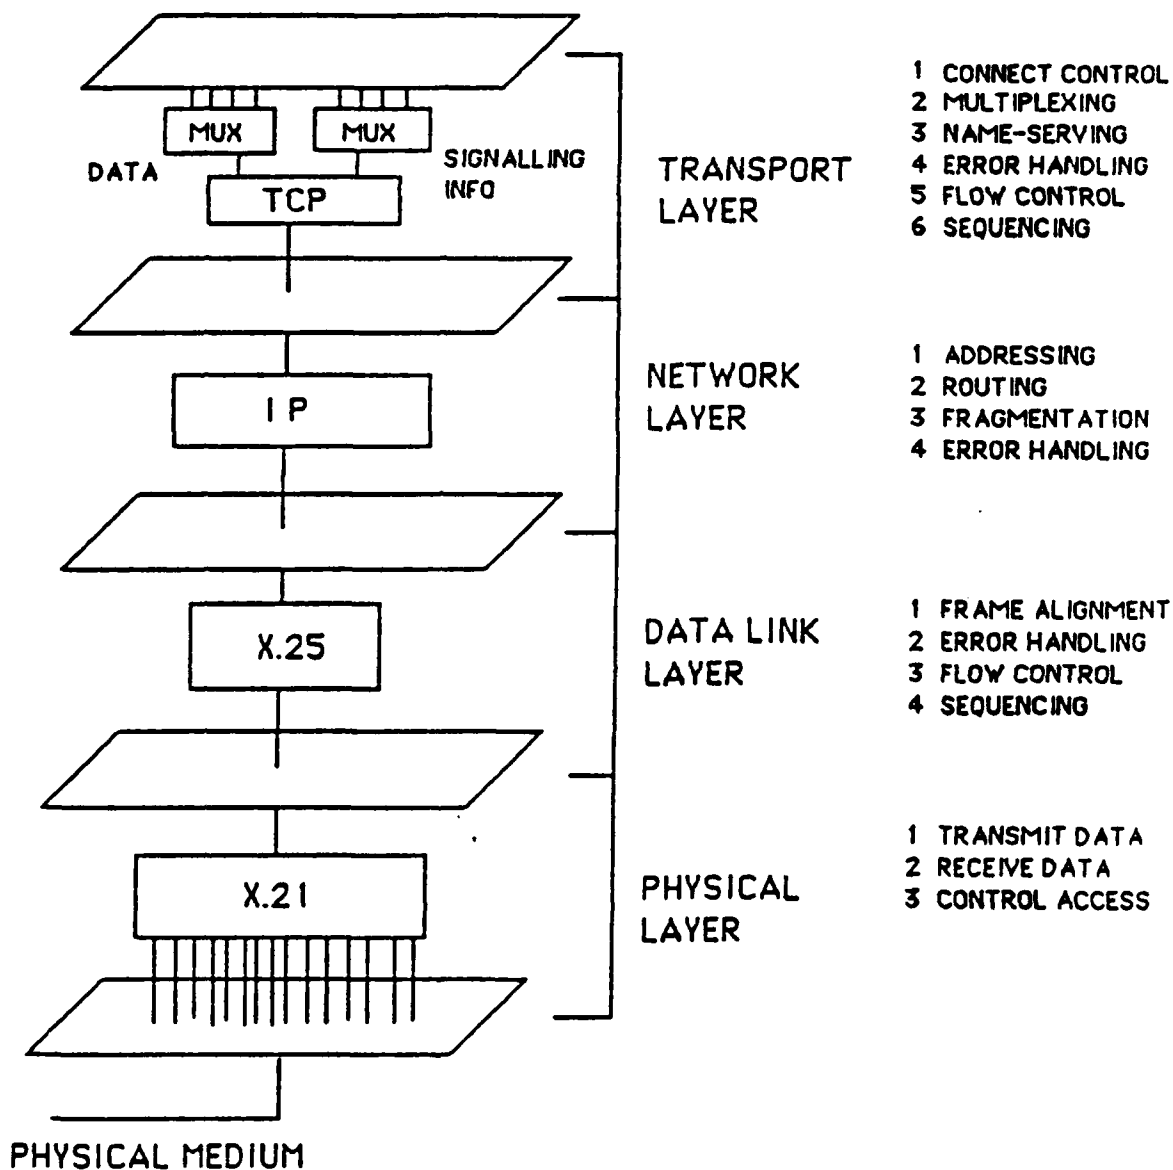 MUX
MUX
DATA
SIGNALLING
INFO
TCP
TRANSPORT
LAYER
1 CONNECT CONTROL
2 MULTIPLEXING
3 NAME-SERVING
4 ERROR HANDLING
5 FLOW CONTROL
6 SEQUENCING
IP
NETWORK
LAYER
1 ADDRESSING
2 ROUTING
3 FRAGMENTATION
4 ERROR HANDLING
X.25
DATA LINK
LAYER
1 FRAME ALIGNMENT
2 ERROR HANDLING
3 FLOW CONTROL
4 SEQUENCING
X.21
PHYSICAL
LAYER
1 TRANSMIT DATA
2 RECEIVE DATA
3 CONTROL ACCESS
PHYSICAL MEDIUM